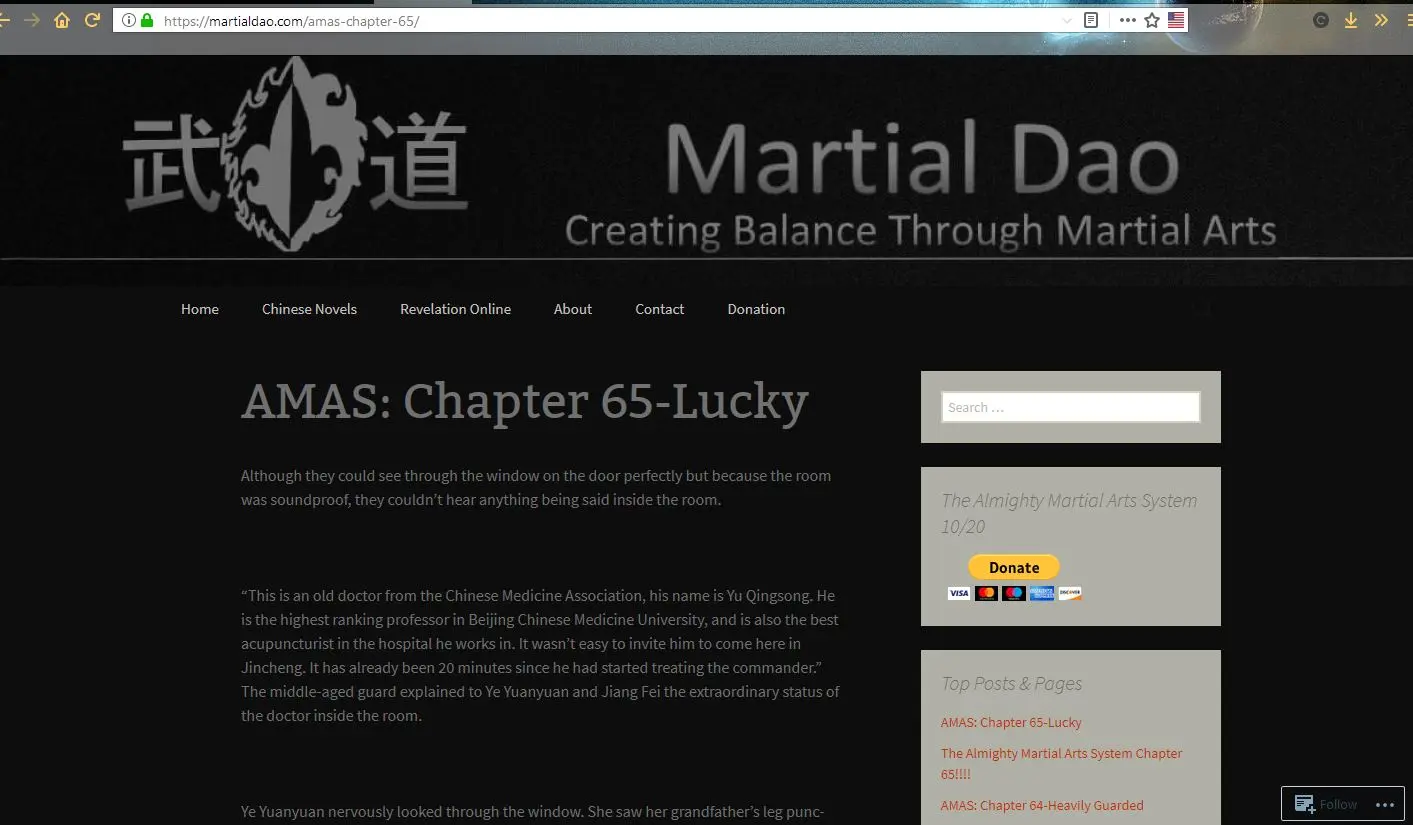 https://martialdao.com/amas-chapter-65/
武道
Martial Dao
Creating Balance Through Martial Arts
Home
Chinese Novels
Revelation Online
About
Contact
Donation
AMAS: Chapter 65-Lucky
Although they could see through the window on the door perfectly but because the room
was soundproof, they couldn’t hear anything being said inside the room.
“This is an old doctor from the Chinese Medicine Association, his name is Yu Qingsong. He
is the highest ranking professor in Beijing Chinese Medicine University, and is also the best
acupuncturist in the hospital he works in. It wasn’t easy to invite him to come here in
Jincheng. It has already been 20 minutes since he had started treating the commander.”
The middle-aged guard explained to Ye Yuanyuan and Jiang Fei the extraordinary status of
the doctor inside the room.
Ye Yuanyuan nervously looked through the window. She saw her grandfather’s leg punc-
Search …
The Almighty Martial Arts System
10/20
Donate
VISA
DISCOVER
Top Posts & Pages
AMAS: Chapter 65-Lucky
The Almighty Martial Arts System Chapter
65!!!!
AMAS: Chapter 64-Heavily Guarded
Follow